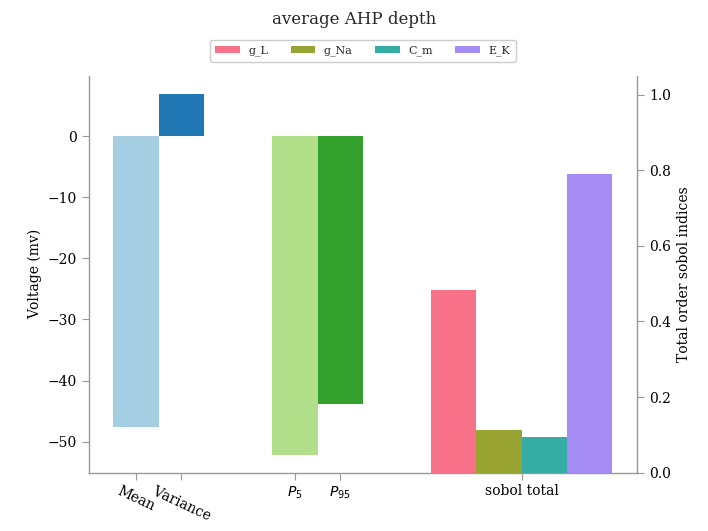 average AHP depth
g_L g_Na C_m E_K
Voltage (mv)
0
−10
−20
−30
−40
−50
1.0
0.8
0.6
0.4
0.2
0.0
Total order sobol indices
Mean Variance P5 P95 sobol total